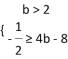 b > 2
{
- 1/2 ≥ 4b - 8